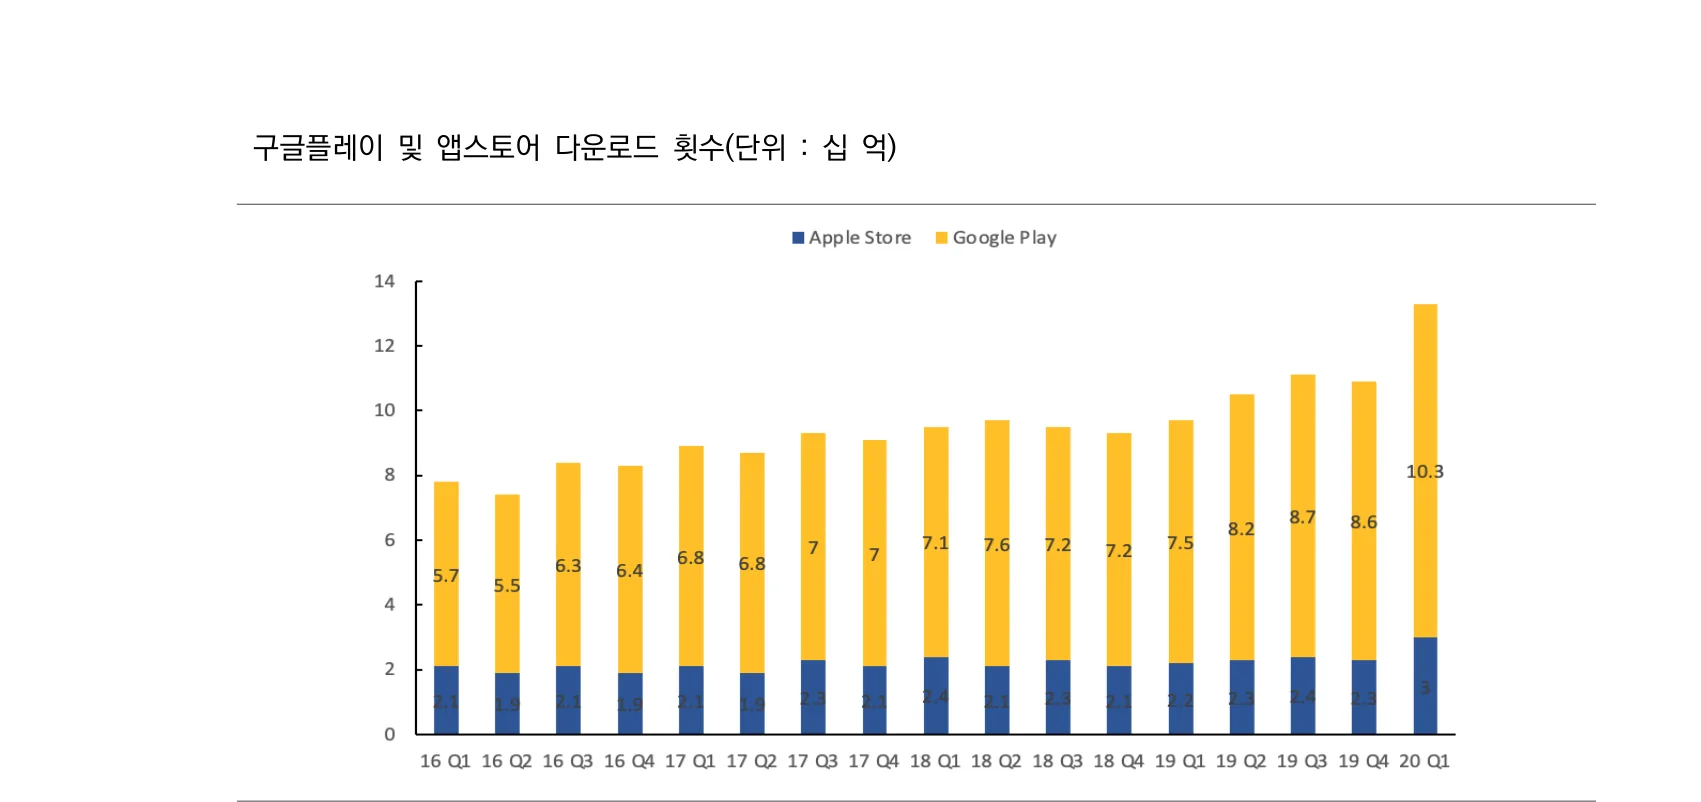 구글플레이 및 앱스토어 다운로드 횟수(단위 : 십 억)
Apple Store Google Play
14
12
10
8
6
4
2
0
5.7 5.5 6.3 6.4 6.8 6.8 7 7 7.1 7.6 7.2 7.2 7.5 8.2 8.7 8.6 10.3
2.1 1.9 2.1 1.9 2.1 1.9 2.3 2.1 2.4 2.1 2.3 2.1 2.2 2.3 2.4 2.3 3
16 Q1 16 Q2 16 Q3 16 Q4 17 Q1 17 Q2 17 Q3 17 Q4 18 Q1 18 Q2 18 Q3 18 Q4 19 Q1 19 Q2 19 Q3 19 Q4 20 Q1